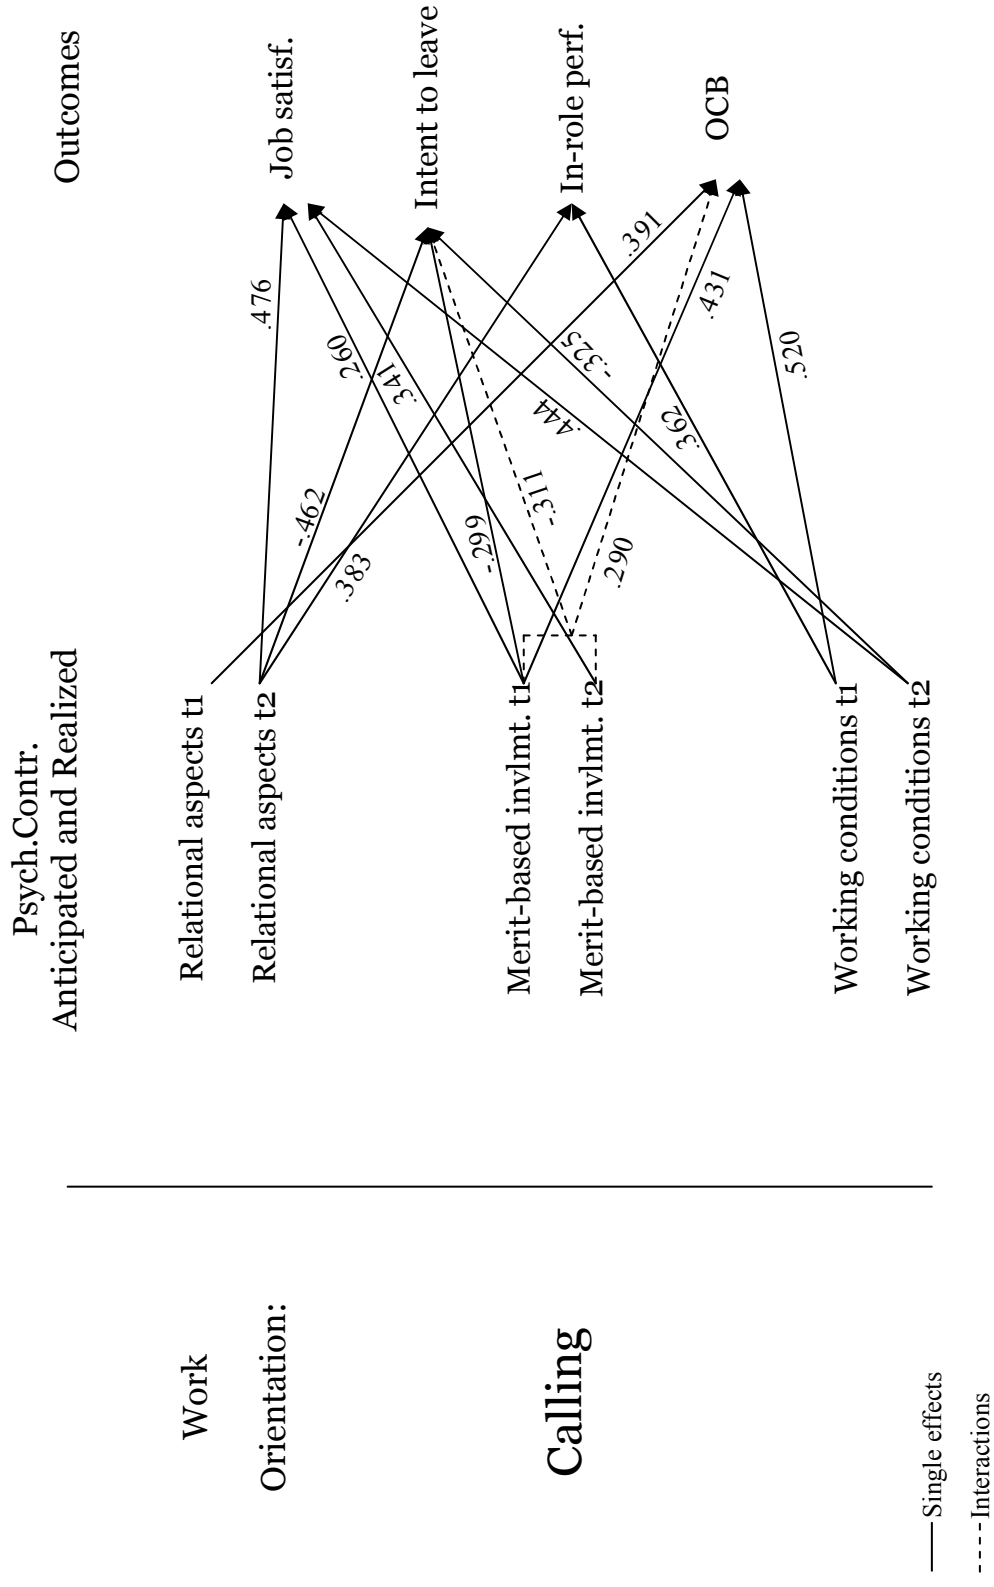 Work
Orientation:
Calling
Psych.Contr.
Anticipated and Realized
Outcomes
Relational aspects t1
Relational aspects t2
Merit-based invlmt. t1
Merit-based invlmt. t2
Working conditions t1
Working conditions t2
.476
.260
.341
-.462
.383
-.299
-.311
.290
.444
-.325
.391
.362
.431
.520
Job satisf.
Intent to leave
In-role perf.
OCB
Single effects
Interactions